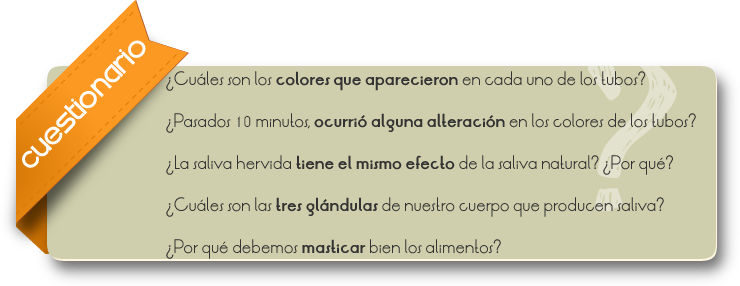 cuestionario
¿Cuáles son los colores que aparecieron en cada uno de los tubos?
¿Pasados 10 minutos, ocurrió alguna alteración en los colores de los tubos?
¿La saliva hervida tiene el mismo efecto de la saliva natural? ¿Por qué?
¿Cuáles son las tres glándulas de nuestro cuerpo que producen saliva?
¿Por qué debemos masticar bien los alimentos?